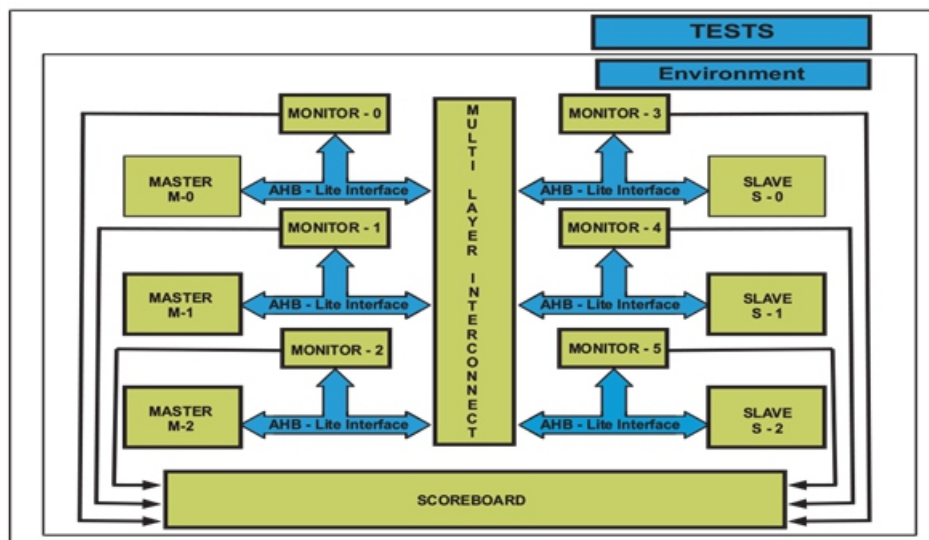 TESTS
Environment
MONITOR - 0
MONITOR - 3
MULTI LAYER INTERCONNECT
MASTER
M-0
AHB - Lite Interface
AHB - Lite Interface
SLAVE
S - 0
MONITOR - 1
MONITOR - 4
MASTER
M-1
AHB - Lite Interface
AHB - Lite Interface
SLAVE
S - 1
MONITOR - 2
MONITOR - 5
MASTER
M-2
AHB - Lite Interface
AHB - Lite Interface
SLAVE
S - 2
SCOREBOARD